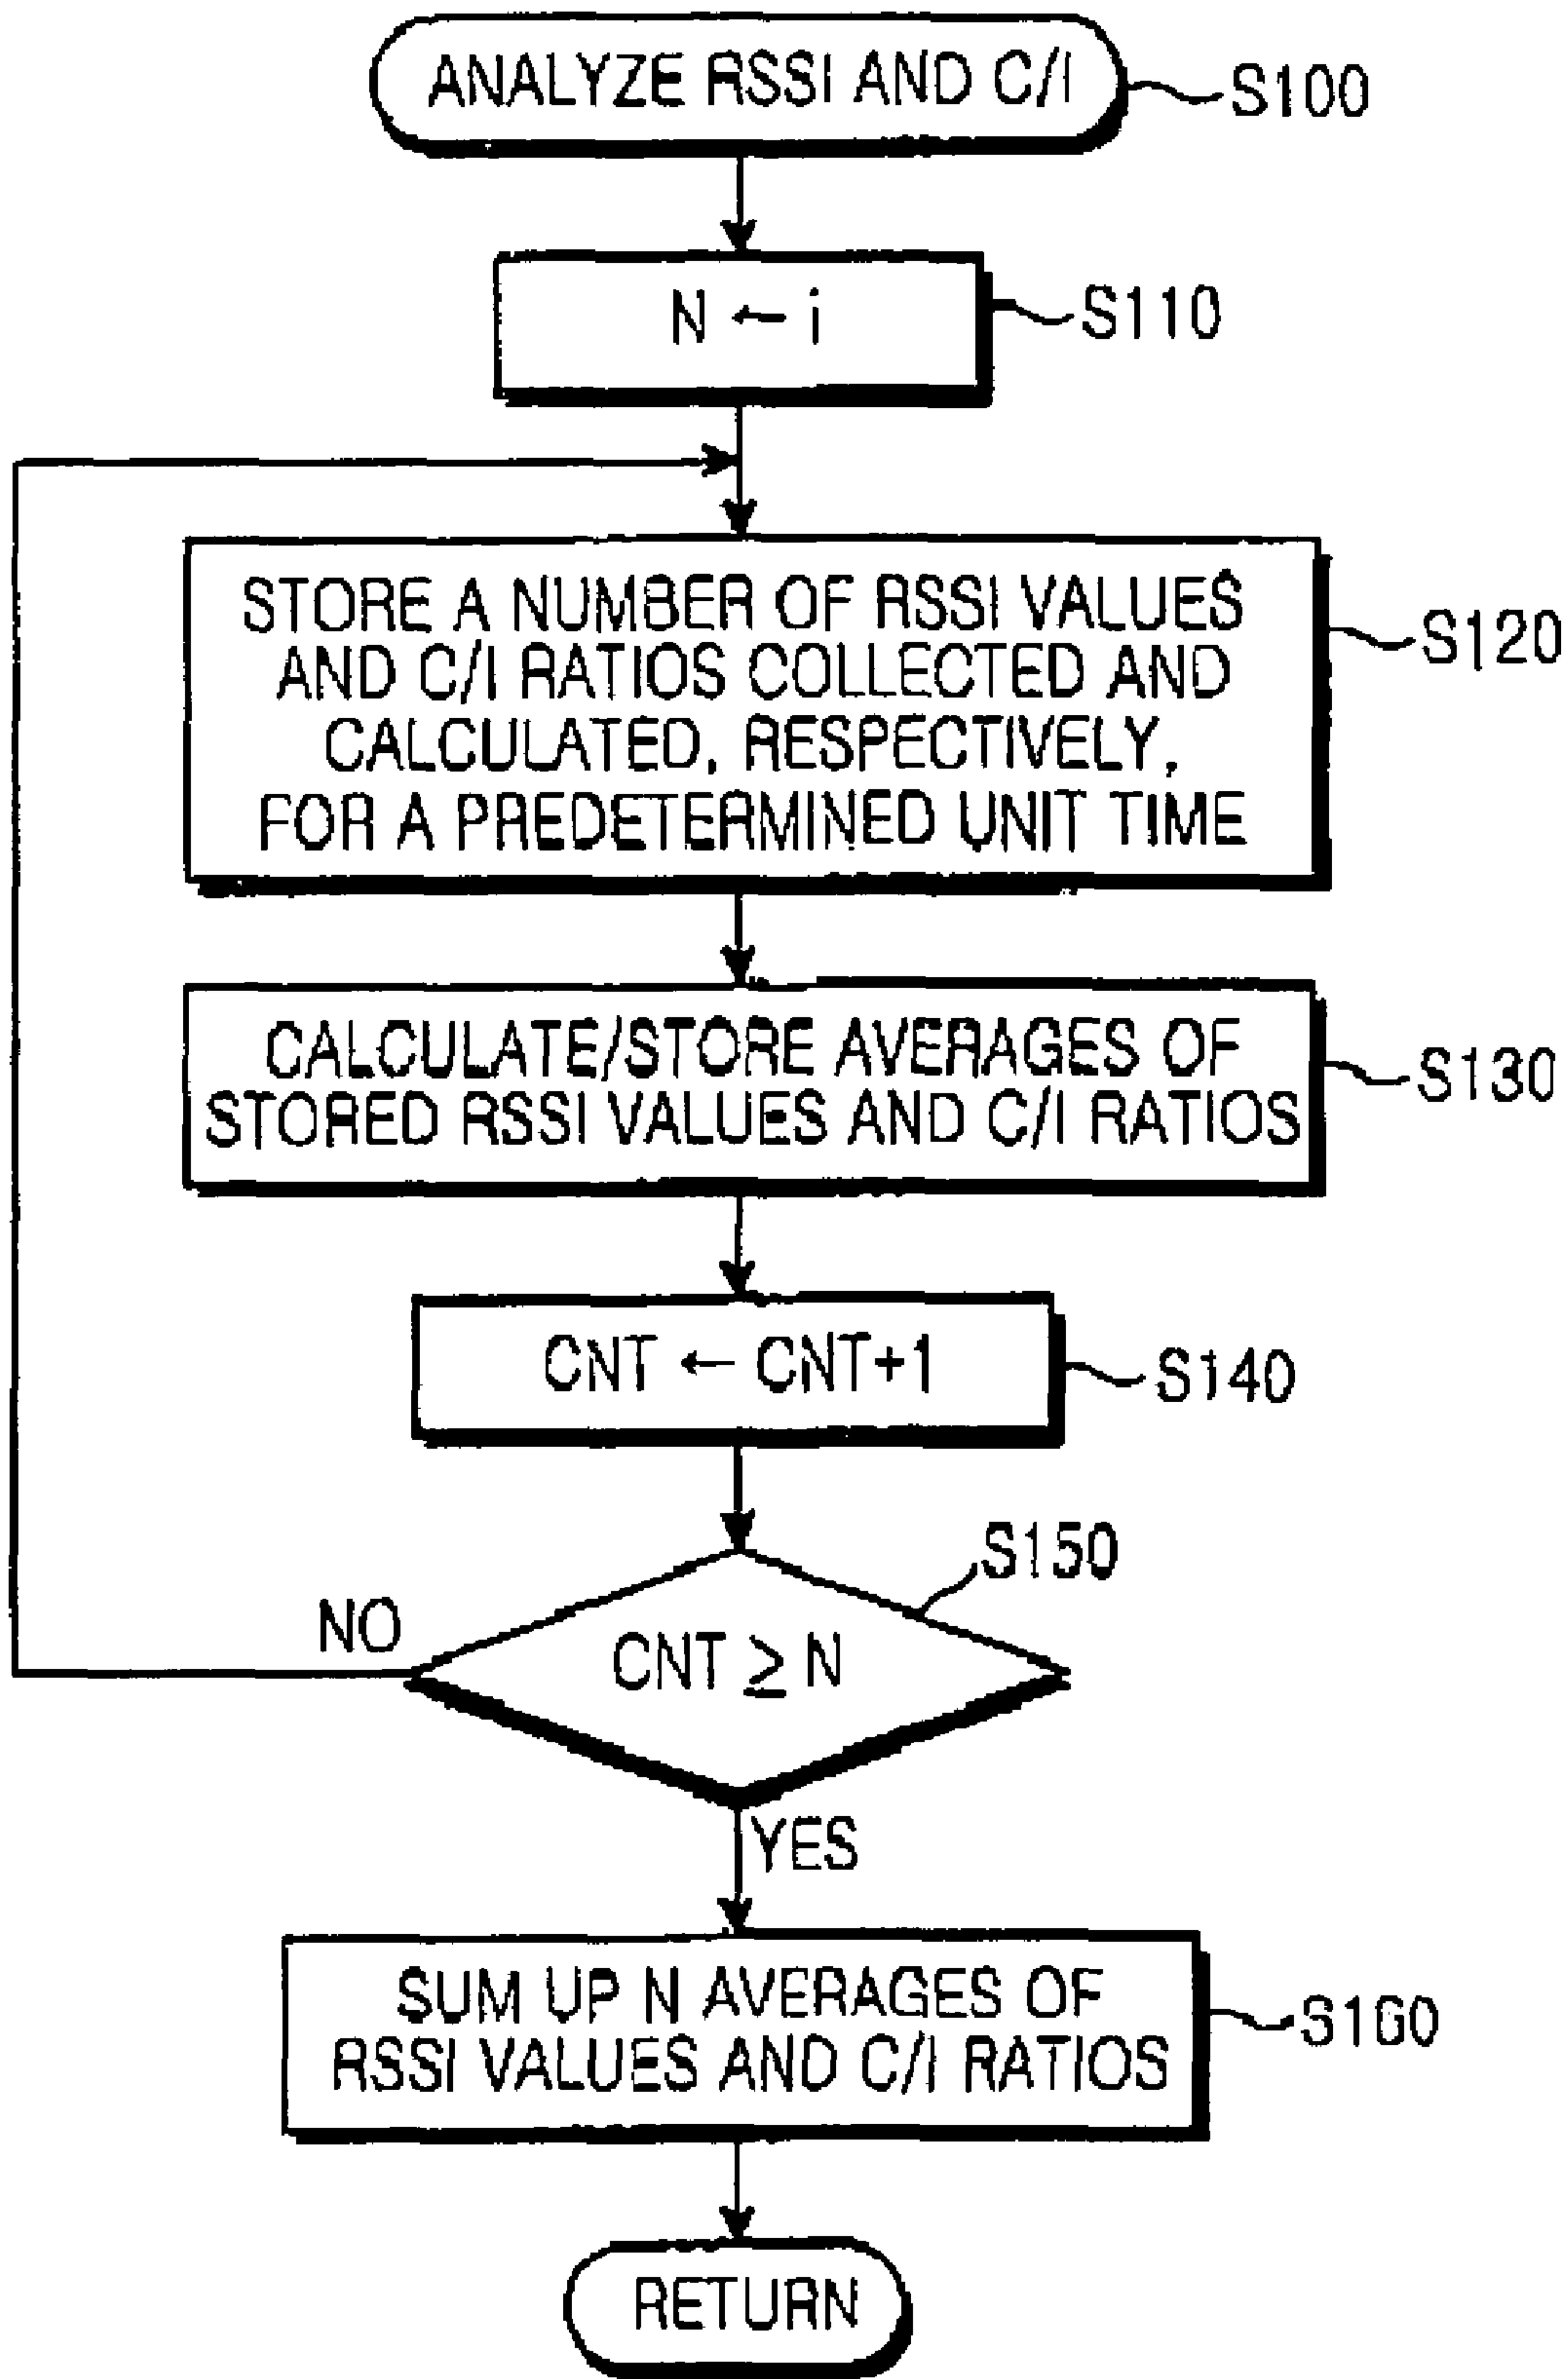 ANALYZE RSSI AND C/I
S100
N ← i
S110
STORE A NUMBER OF RSSI VALUES
AND C/I RATIOS COLLECTED AND
CALCULATED, RESPECTIVELY,
FOR A PREDETERMINED UNIT TIME
S120
CALCULATE/STORE AVERAGES OF
STORED RSSI VALUES AND C/I RATIOS
S130
CNT ← CNT+1
S140
S150
NO
CNT ≥ N
YES
SUM UP N AVERAGES OF
RSSI VALUES AND C/I RATIOS
S160
RETURN